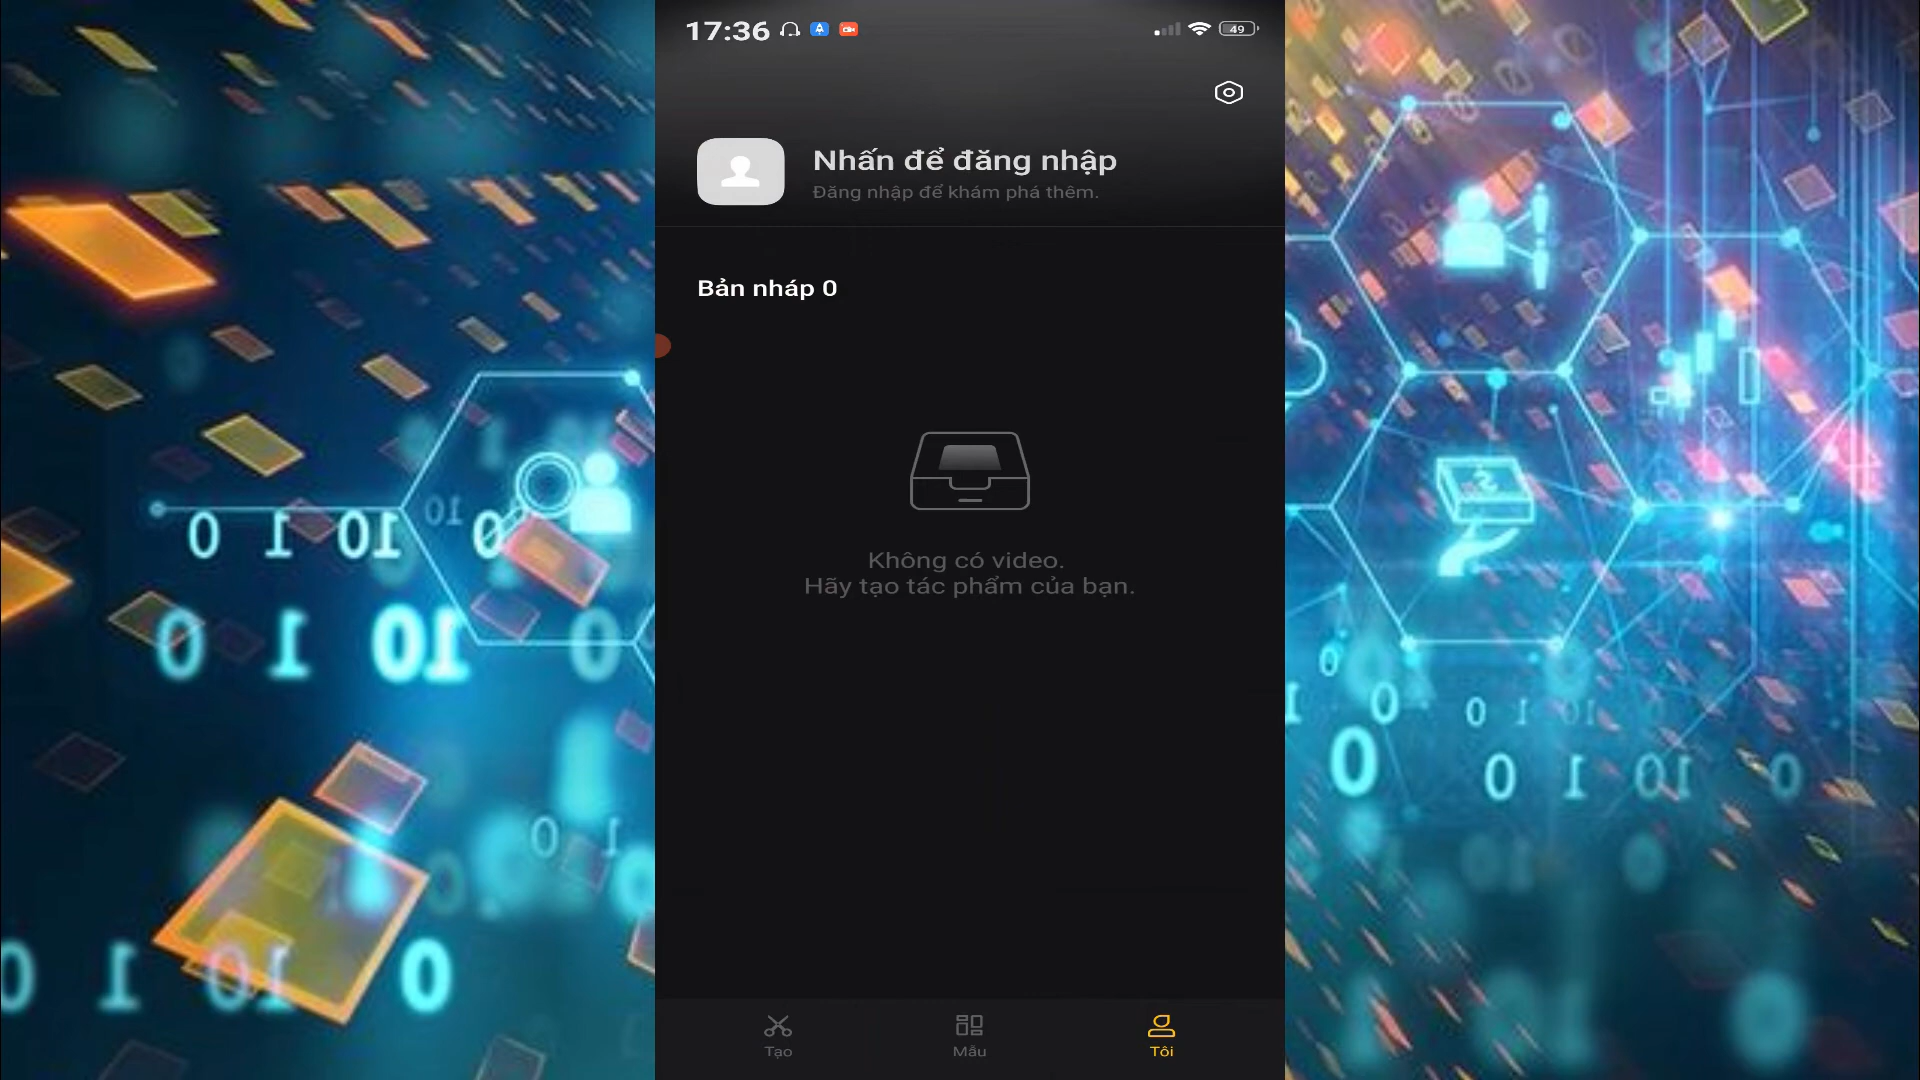 17:36
49
Nhấn để đăng nhập
Đăng nhập để khám phá thêm.
Bản nháp 0
Không có video.
Hãy tạo tác phẩm của bạn.
Tạo
Mẫu
Tôi